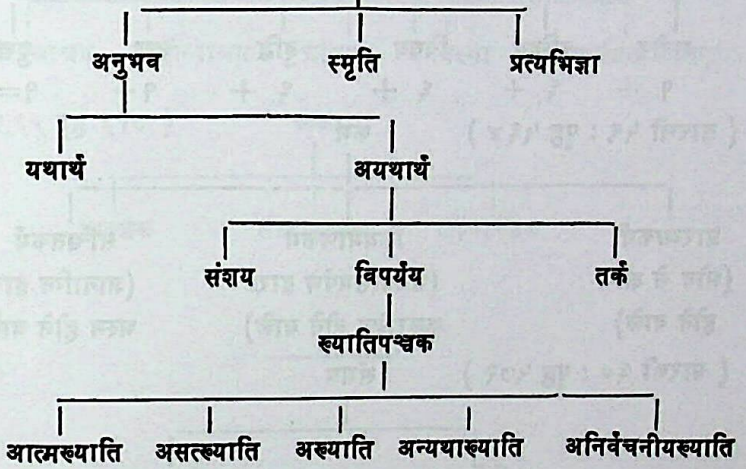 अनुभव स्मृति प्रत्यभिज्ञा
यथार्थ अयथार्थ
संशय विपर्यय तर्क
ख्यातिपञ्चक
आत्मख्याति असत्ख्याति अख्याति अन्यथाख्याति अनिर्वचनीयख्याति